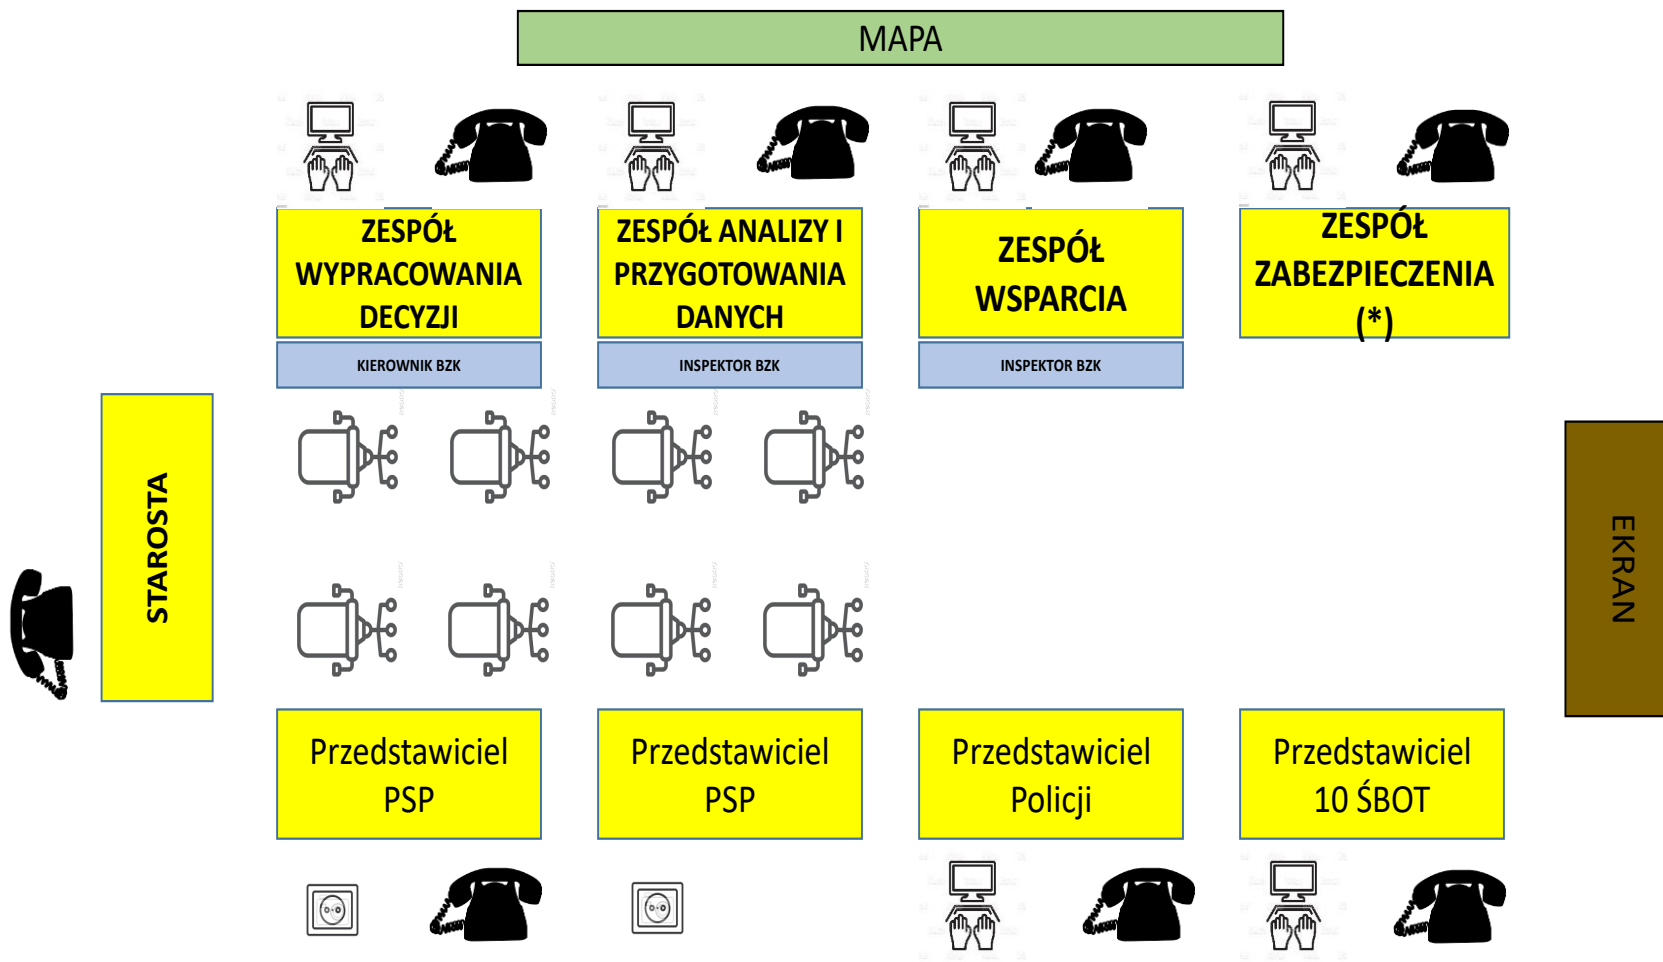 MAPA
ZESPÓŁ
WYPRACOWANIA
DECYZJI
ZESPÓŁ ANALIZY I
PRZYGOTOWANIA
DANYCH
ZESPÓŁ
WSPARCIA
ZESPÓŁ
ZABEZPIECZENIA
(*)
KIEROWNIK BZK
INSPEKTOR BZK
INSPEKTOR BZK
STAROSTA
EKRAN
Przedstawiciel
PSP
Przedstawiciel
PSP
Przedstawiciel
Policji
Przedstawiciel
10 ŚBOT